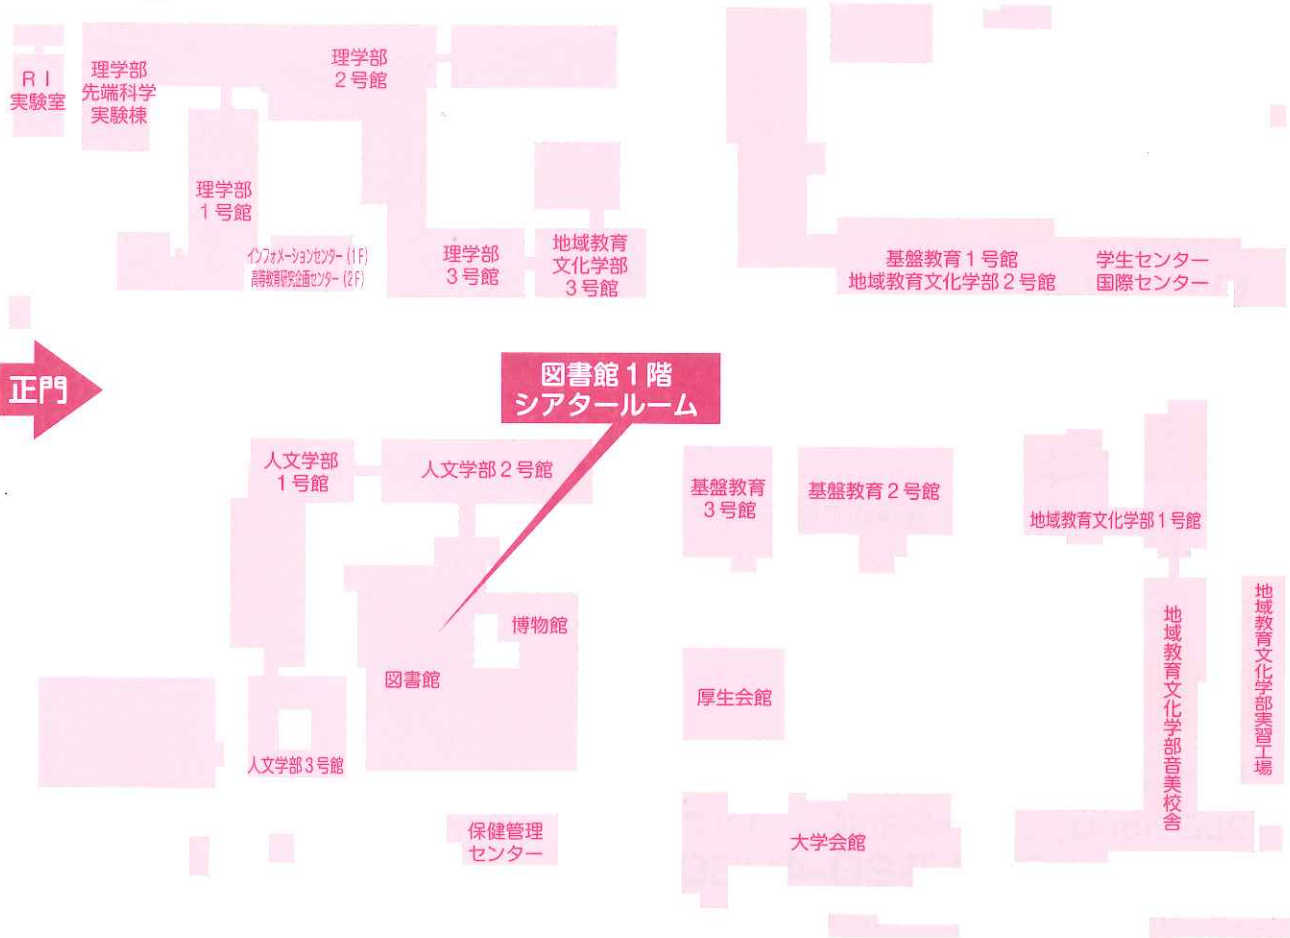 RI
実験室
理学部
先端科学
実験棟
理学部
2号館
理学部
1号館
インフォメーションセンター(1F)
高等教育研究企画センター(2F)
理学部
3号館
地域教育
文化学部
3号館
基盤教育1号館
地域教育文化学部2号館
学生センター
国際センター
正門
図書館1階
シアタールーム
人文学部
1号館
人文学部2号館
基盤教育
3号館
基盤教育2号館
地域教育文化学部1号館
博物館
図書館
人文学部3号館
厚生会館
地域教育文化学部音美校舎
地域教育文化学部実習工場
保健管理
センター
大学会館